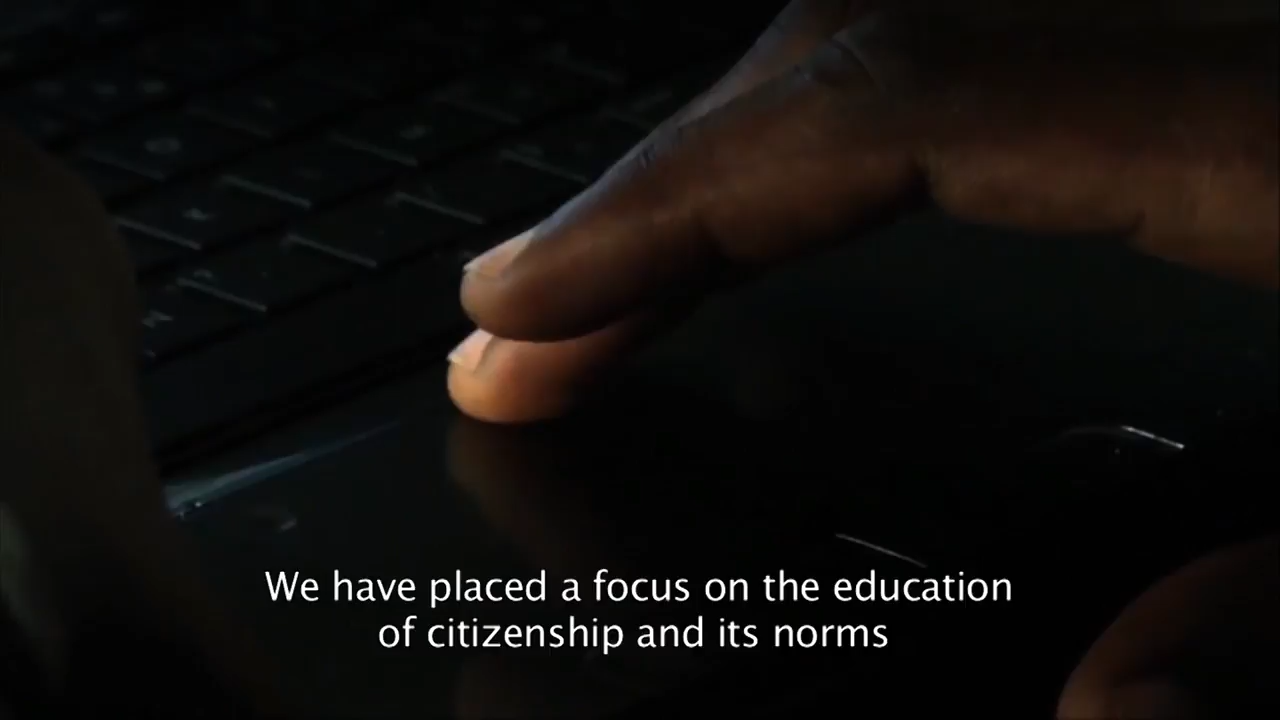 We have placed a focus on the education
of citizenship and its norms